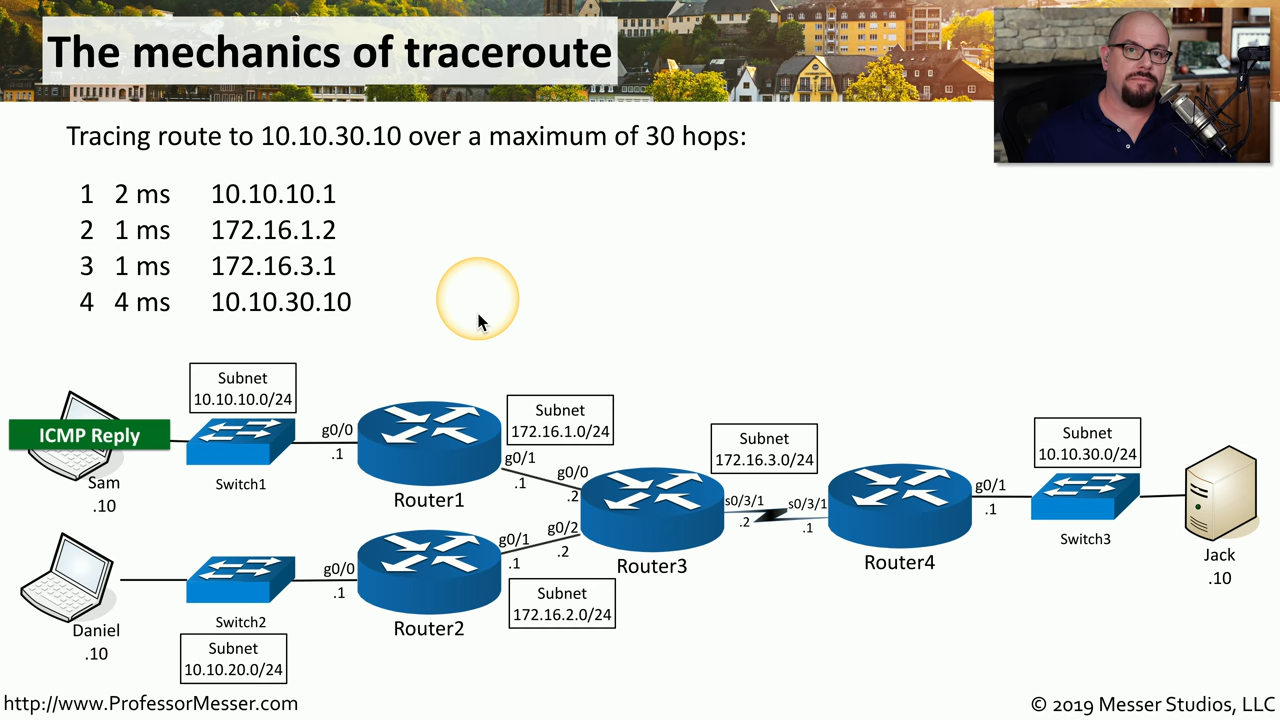 The mechanics of traceroute
Tracing route to 10.10.30.10 over a maximum of 30 hops:
1 2 ms 10.10.10.1
2 1 ms 172.16.1.2
3 1 ms 172.16.3.1
4 4 ms 10.10.30.10
Subnet
10.10.10.0/24
ICMP Reply
Sam
.10
Switch1
g0/0
.1
Router1
Subnet
172.16.1.0/24
g0/1
.1
g0/0
.2
Subnet
172.16.3.0/24
s0/3/1
.2
s0/3/1
.1
Router3
Router4
g0/1
.1
Subnet
10.10.30.0/24
Switch3
Jack
.10
Daniel
.10
Switch2
Subnet
10.10.20.0/24
g0/0
.1
Router2
g0/1
.1
g0/2
.2
Subnet
172.16.2.0/24
http://www.ProfessorMesser.com
© 2019 Messer Studios, LLC